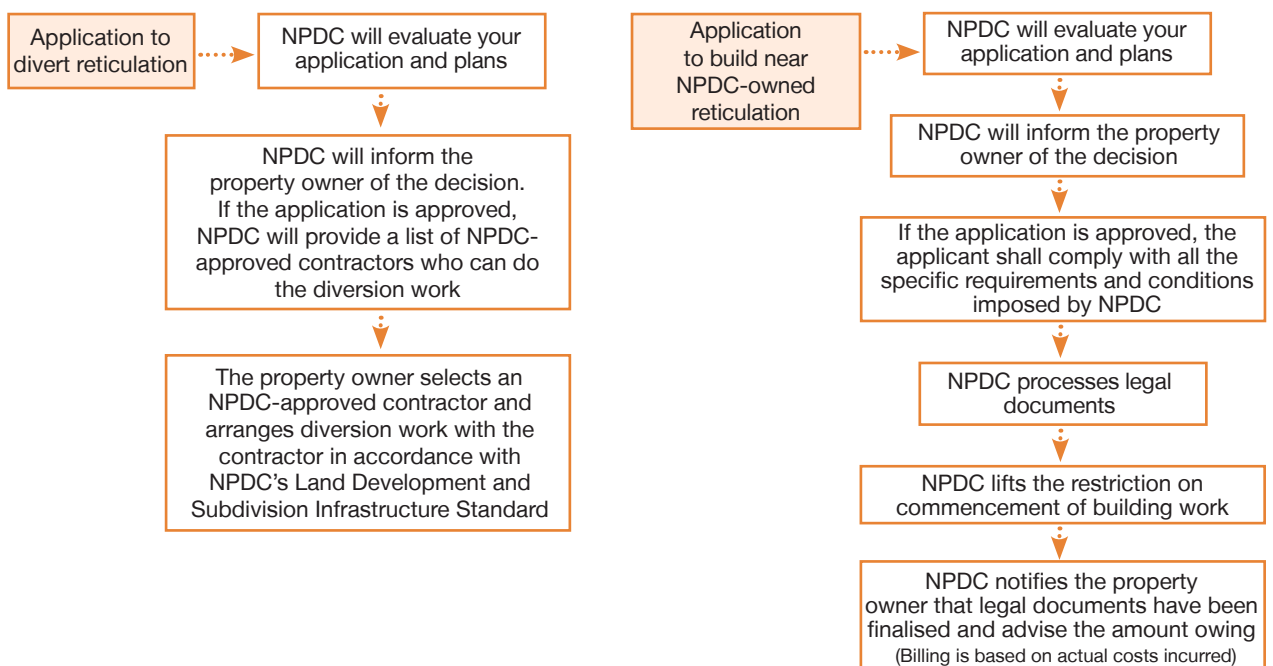 Application to
divert reticulation
NPDC will evaluate your
application and plans
NPDC will inform the
property owner of the decision.
If the application is approved,
NPDC will provide a list of NPDC-
approved contractors who can do
the diversion work
The property owner selects an
NPDC-approved contractor and
arranges diversion work with the
contractor in accordance with
NPDC's Land Development and
Subdivision Infrastructure Standard
Application
to build near
NPDC-owned
reticulation
NPDC will evaluate your
application and plans
NPDC will inform the property
owner of the decision
If the application is approved, the
applicant shall comply with all the
specific requirements and conditions
imposed by NPDC
NPDC processes legal
documents
NPDC lifts the restriction on
commencement of building work
NPDC notifies the property
owner that legal documents have been
finalised and advise the amount owing
(Billing is based on actual costs incurred)